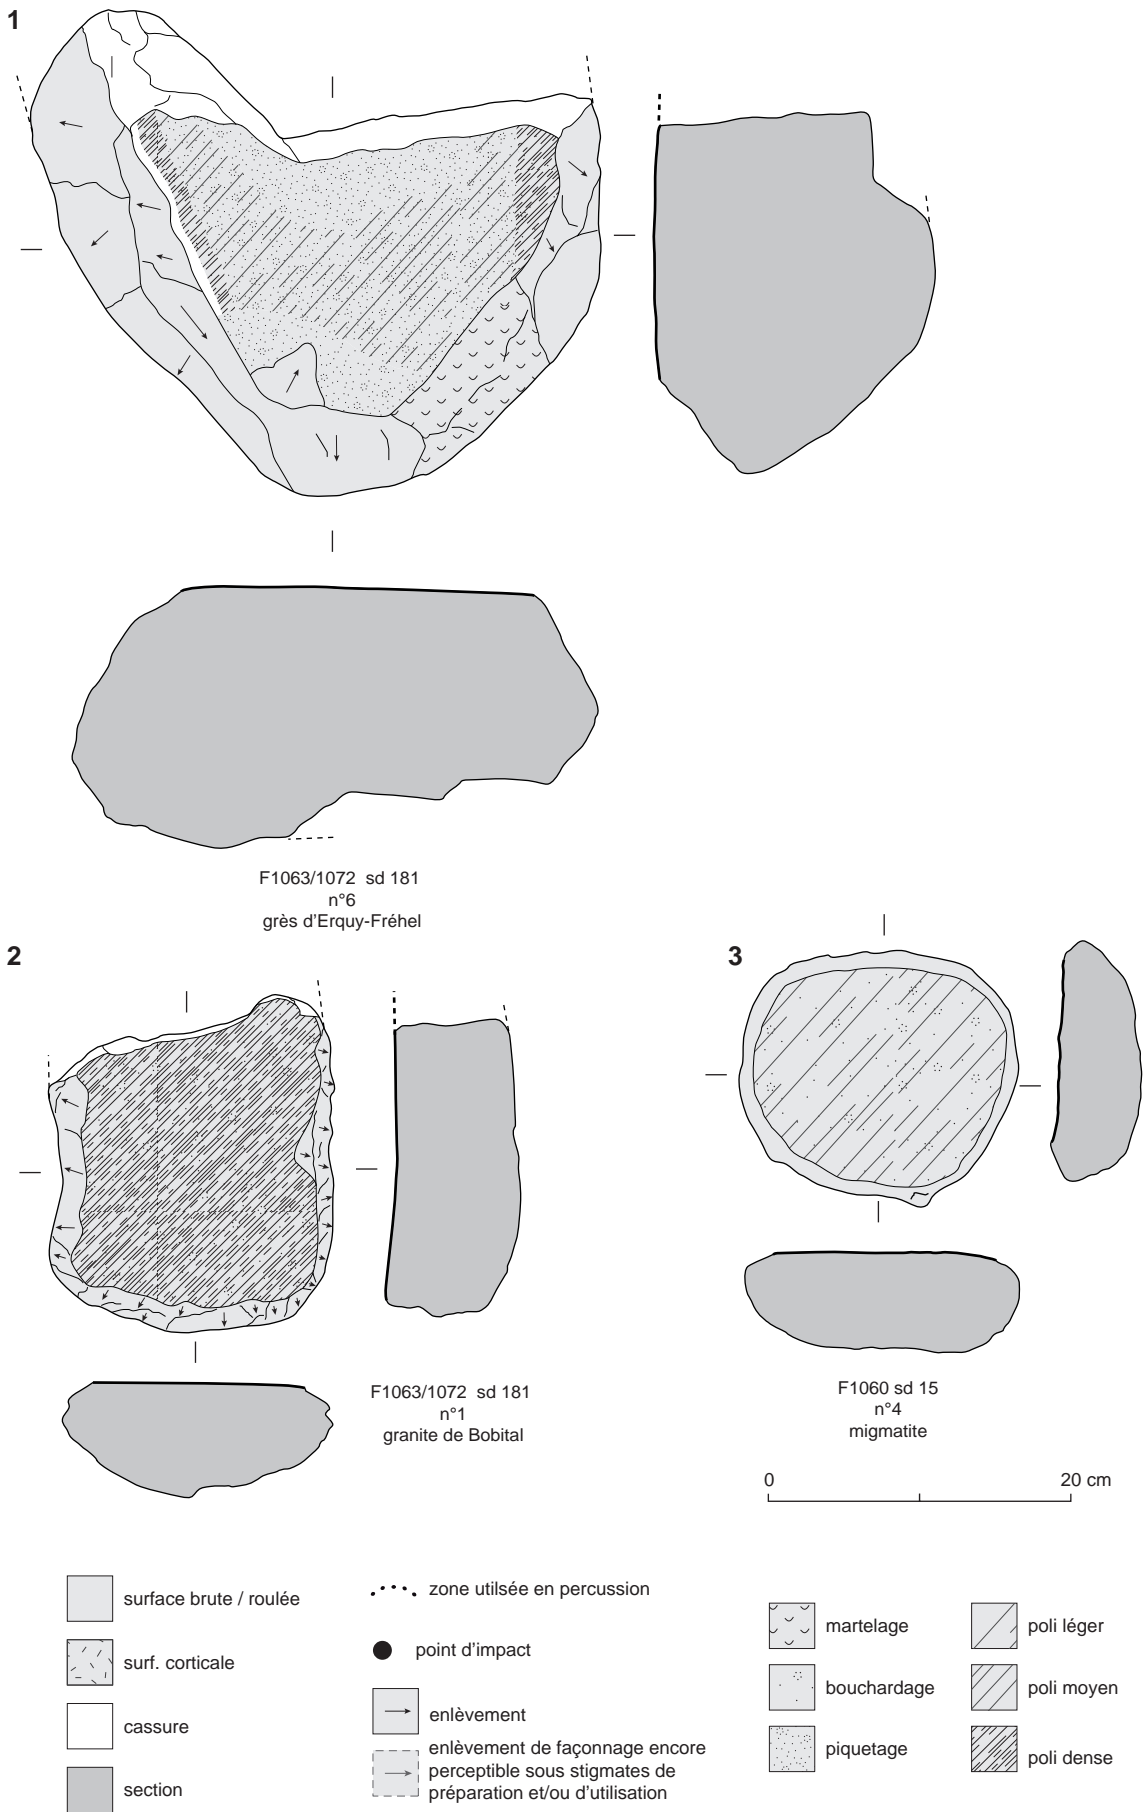 1
F1063/1072 sd 181
n°6
grès d'Erquy-Fréhel
2
F1063/1072 sd 181
n°1
granite de Bobital
3
F1060 sd 15
n°4
migmatite
0 20 cm
surface brute / roulée
surf. corticale
cassure
section
zone utilsée en percussion
point d'impact
enlèvement
enlèvement de façonnage encore
perceptible sous stigmates de
préparation et/ou d'utilisation
martelage
bouchardage
piquetage
poli léger
poli moyen
poli dense